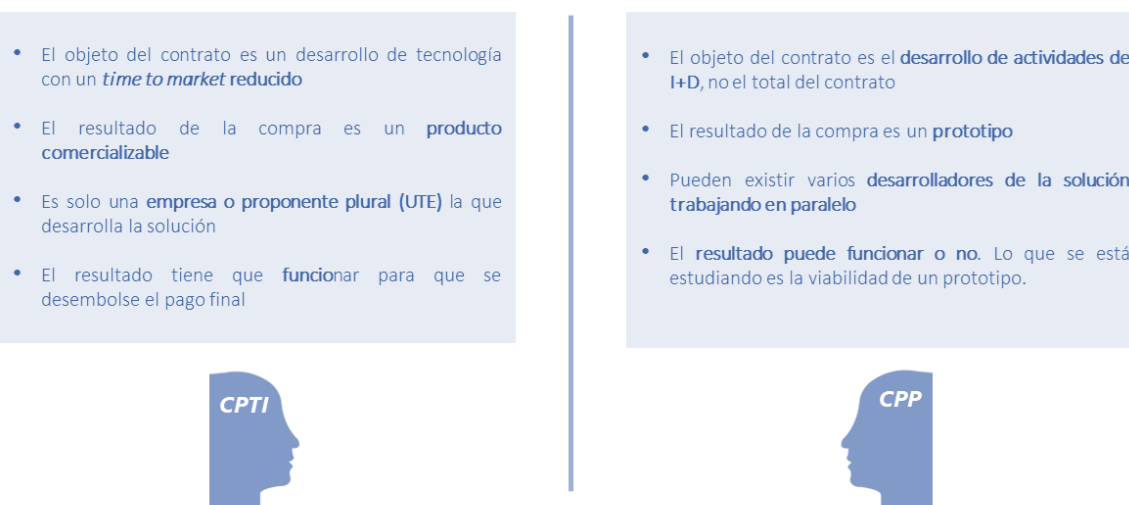 • El objeto del contrato es un desarrollo de tecnología
con un time to market reducido
• El resultado de la compra es un producto
comercializable
• Es solo una empresa o proponente plural (UTE) la que
desarrolla la solución
• El resultado tiene que funcionar para que se
desembolse el pago final
CPTI
• El objeto del contrato es el desarrollo de actividades de
I+D, no el total del contrato
• El resultado de la compra es un prototipo
• Pueden existir varios desarrolladores de la solución
trabajando en paralelo
• El resultado puede funcionar o no. Lo que se está
estudiando es la viabilidad de un prototipo.
CPP